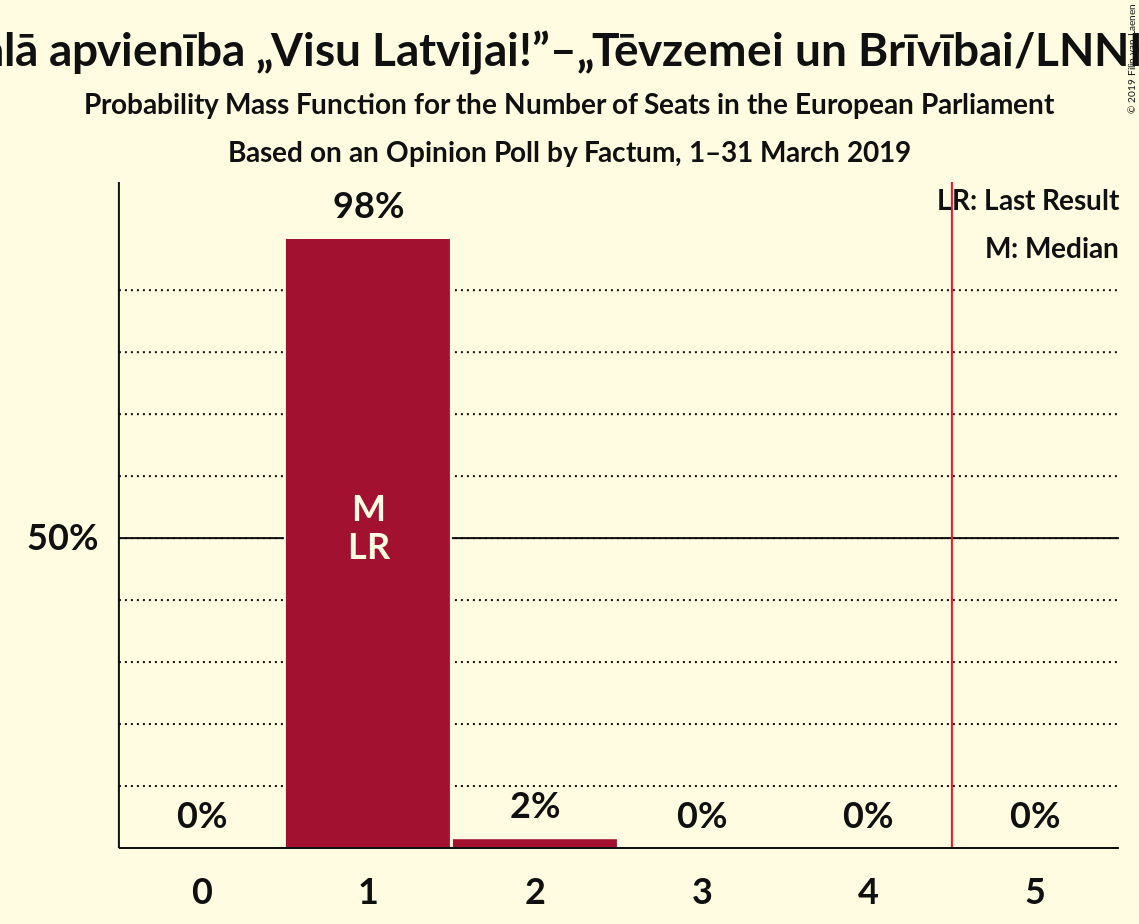 lā apvienība „Visu Latvijai!”–„Tēvzemei un Brīvībai/LNN
Probability Mass Function for the Number of Seats in the European Parliament
Based on an Opinion Poll by Factum, 1–31 March 2019
© 2019 Filip van Laenen
LR: Last Result
M: Median
98%
M
LR
50%
0%
2%
0%
0%
0%
0
1
2
3
4
5